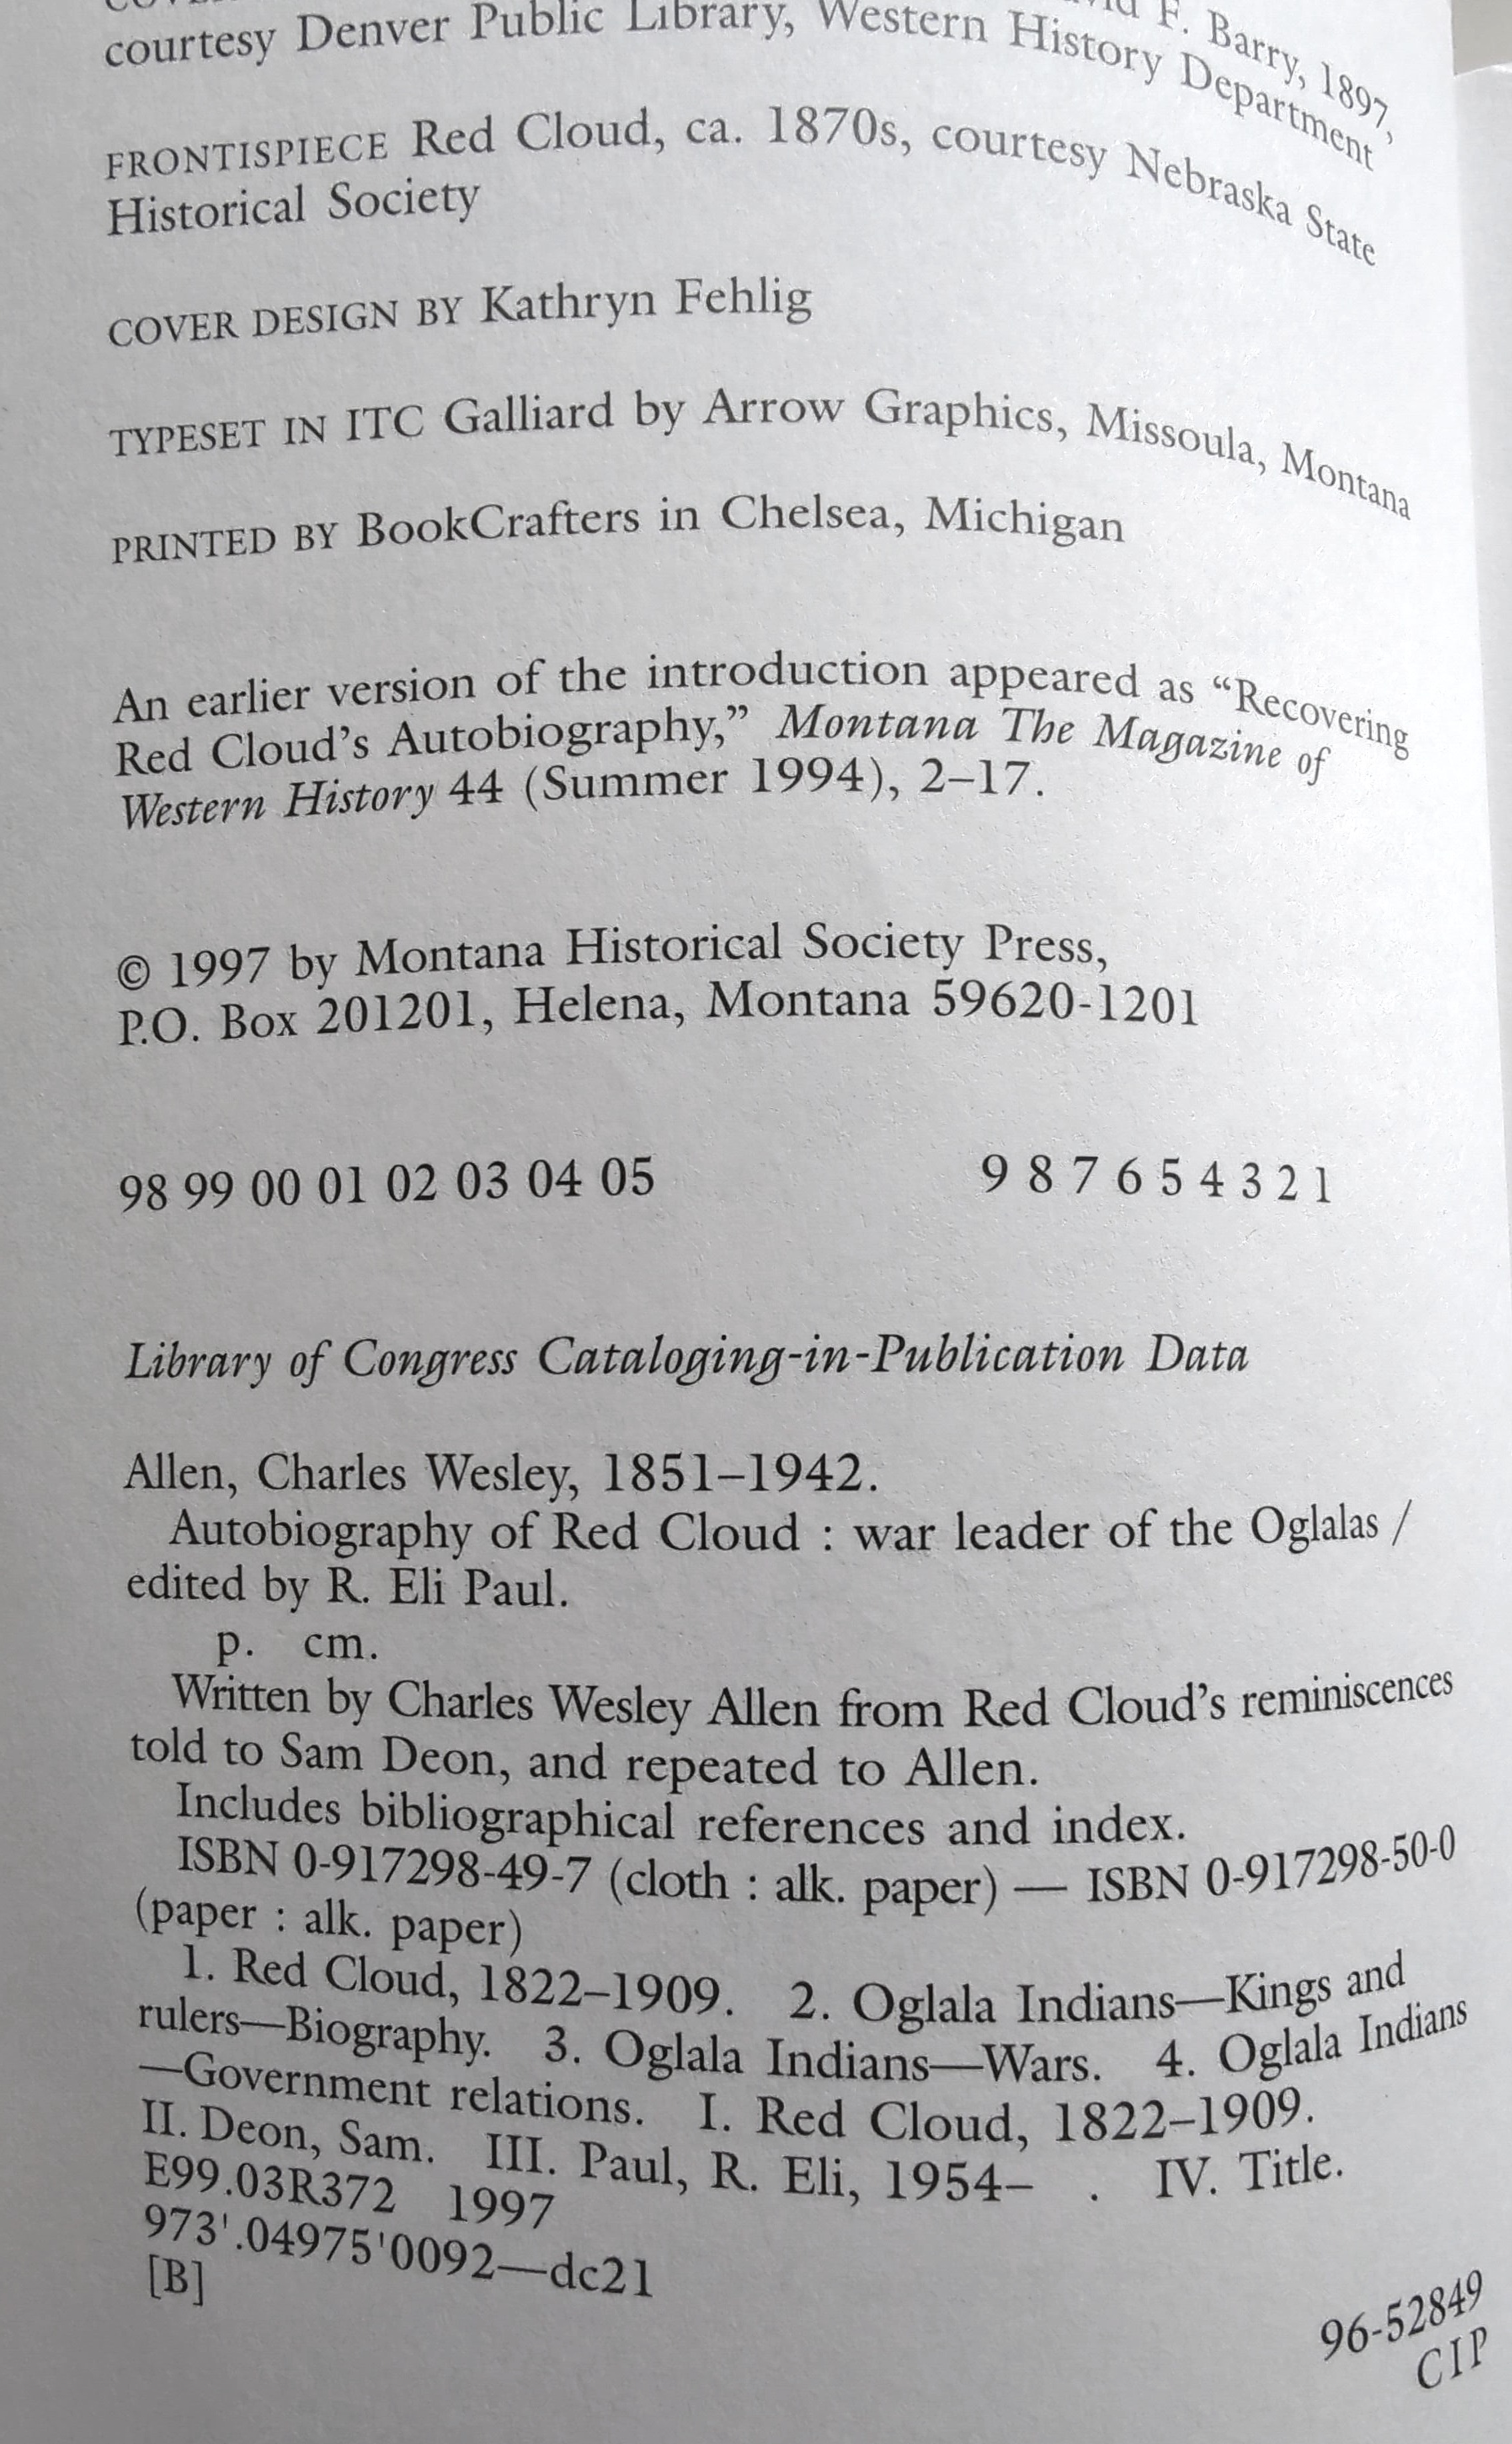 F. Barry, 1897,
courtesy Denver Public Library, Western History Department
FRONTISPIECE Red Cloud, ca. 1870s, courtesy Nebraska State
Historical Society
COVER DESIGN BY Kathryn Fehlig
TYPESET IN ITC Galliard by Arrow Graphics, Missoula, Montana
PRINTED BY BookCrafters in Chelsea, Michigan
An earlier version of the introduction appeared as “Recovering
Red Cloud’s Autobiography,” Montana The Magazine of
Western History 44 (Summer 1994), 2–17.
© 1997 by Montana Historical Society Press,
P.O. Box 201201, Helena, Montana 59620-1201
98 99 00 01 02 03 04 05 9 8 7 6 5 4 3 2 1
Library of Congress Cataloging-in-Publication Data
Allen, Charles Wesley, 1851–1942.
Autobiography of Red Cloud : war leader of the Oglalas /
edited by R. Eli Paul.
p. cm.
Written by Charles Wesley Allen from Red Cloud’s reminiscences
told to Sam Deon, and repeated to Allen.
Includes bibliographical references and index.
ISBN 0-917298-49-7 (cloth : alk. paper) — ISBN 0-917298-50-0
(paper : alk. paper)
1. Red Cloud, 1822–1909. 2. Oglala Indians—Kings and
rulers—Biography. 3. Oglala Indians—Wars. 4. Oglala Indians
—Government relations. I. Red Cloud, 1822–1909.
II. Deon, Sam. III. Paul, R. Eli, 1954– . IV. Title.
E99.03R372 1997
973'.04975'0092—dc21
[B]
96-52849
CIP